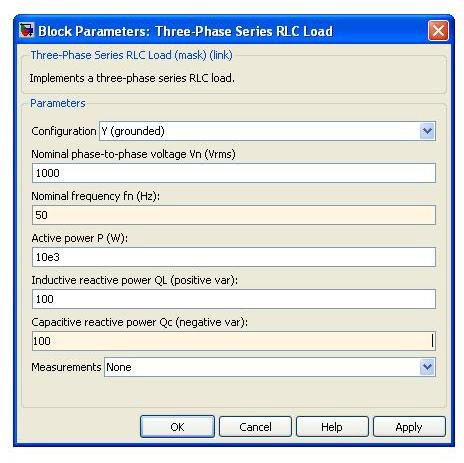 Block Parameters: Three-Phase Series RLC Load
Three-Phase Series RLC Load (mask) (link)
Implements a three-phase series RLC load.
Parameters
Configuration Y (grounded)
Nominal phase-to-phase voltage Vn (Vrms)
1000
Nominal frequency fn (Hz):
50
Active power P (W):
10e3
Inductive reactive power QL (positive var):
100
Capacitive reactive power Qc (negative var):
100
Measurements None
OK Cancel Help Apply